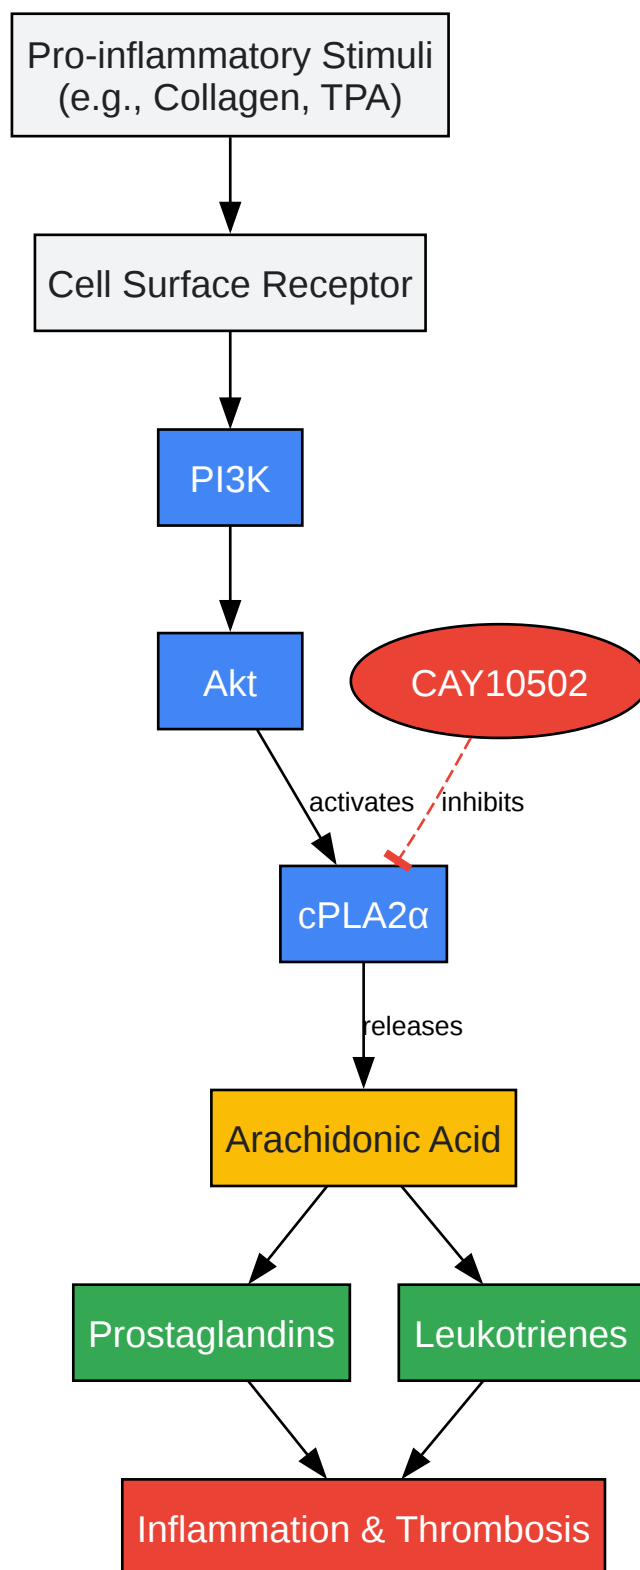 Pro-inflammatory Stimuli
(e.g., Collagen, TPA)
Cell Surface Receptor
PI3K
Akt
CAY10502
activates
inhibits
cPLA2α
releases
Arachidonic Acid
Prostaglandins
Leukotrienes
Inflammation & Thrombosis